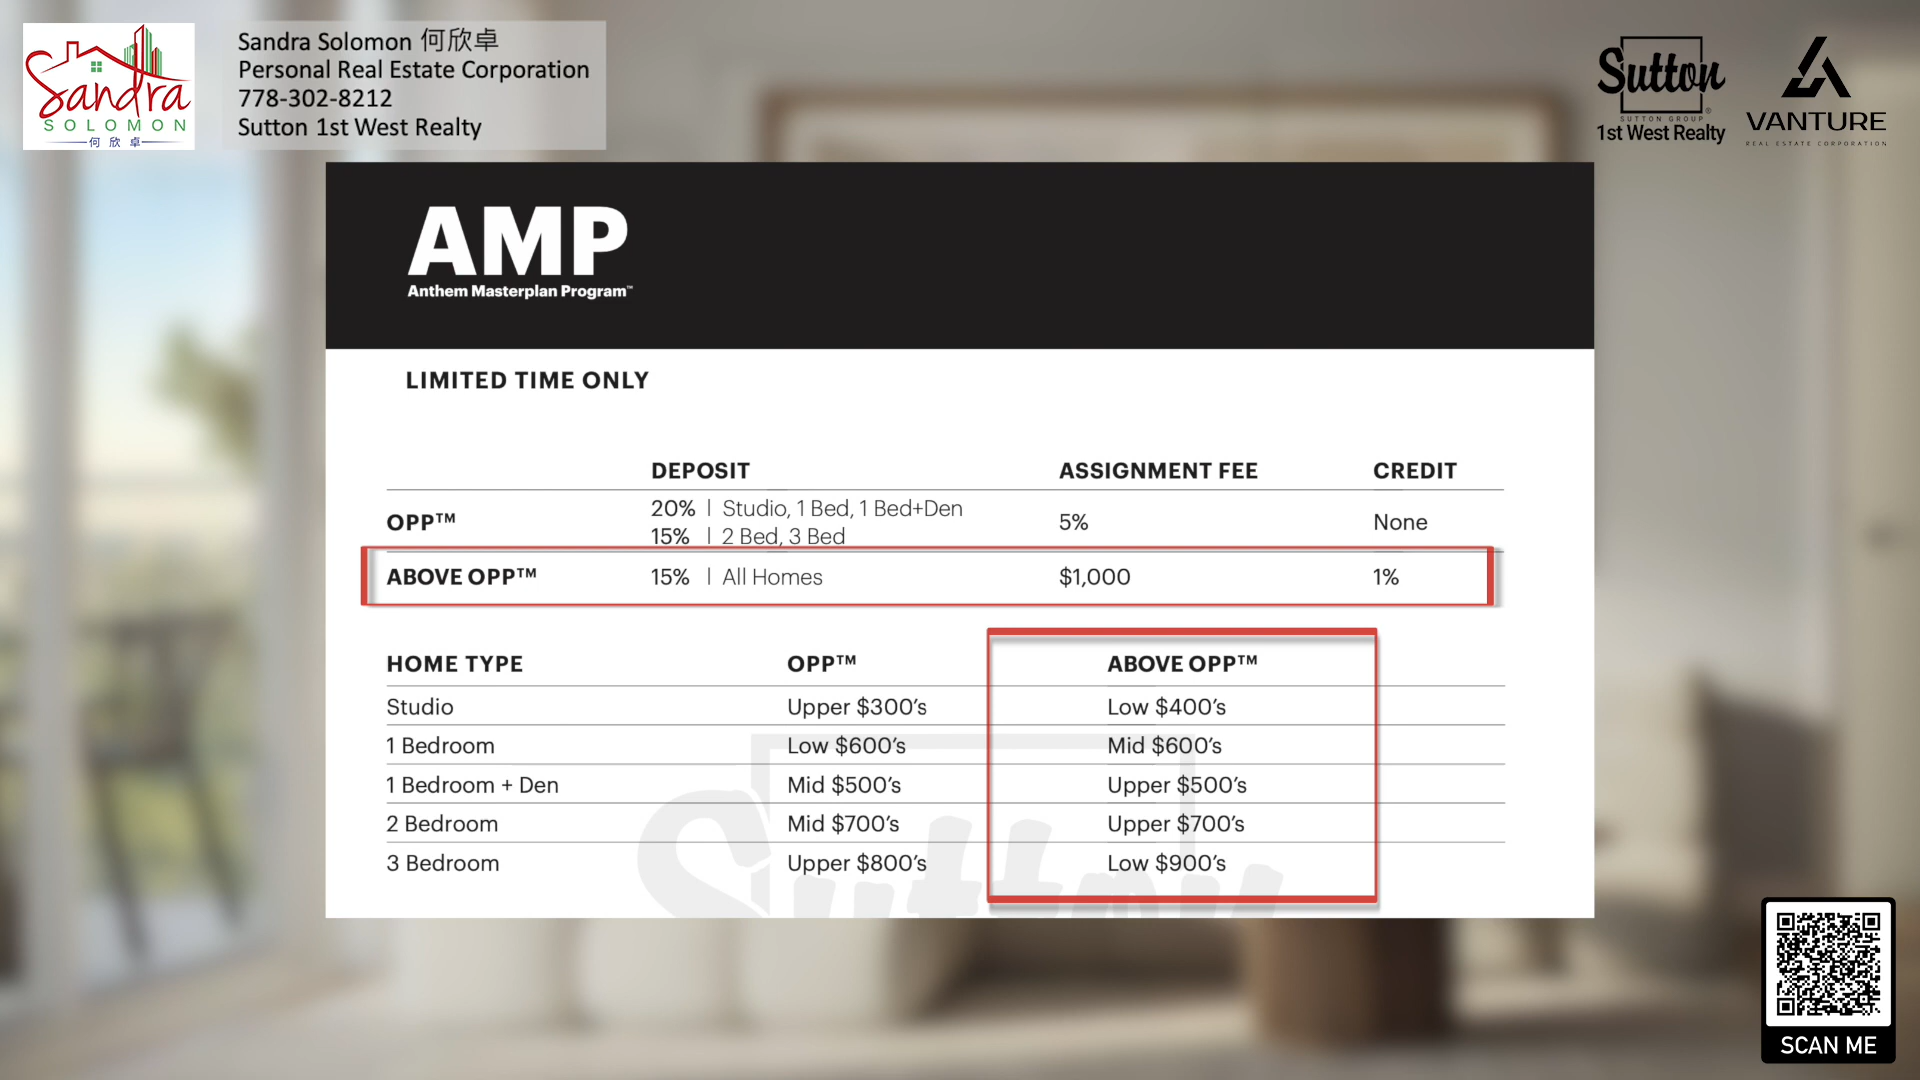 Sandra
SOLOMON
何欣卓
Sandra Solomon 何欣卓
Personal Real Estate Corporation
778-302-8212
Sutton 1st West Realty
Sutton
SUTTON GROUP
1st West Realty
VANTURE
REAL ESTATE CORPORATION
AMP
Anthem Masterplan Program™
LIMITED TIME ONLY
DEPOSIT ASSIGNMENT FEE CREDIT
OPP™ 20% | Studio, 1 Bed, 1 Bed+Den 5% None
15% | 2 Bed, 3 Bed
ABOVE OPP™ 15% | All Homes $1,000 1%
HOME TYPE OPP™ ABOVE OPP™
Studio Upper $300’s Low $400’s
1 Bedroom Low $600’s Mid $600’s
1 Bedroom + Den Mid $500’s Upper $500’s
2 Bedroom Mid $700’s Upper $700’s
3 Bedroom Upper $800’s Low $900’s
Sutton
SCAN ME